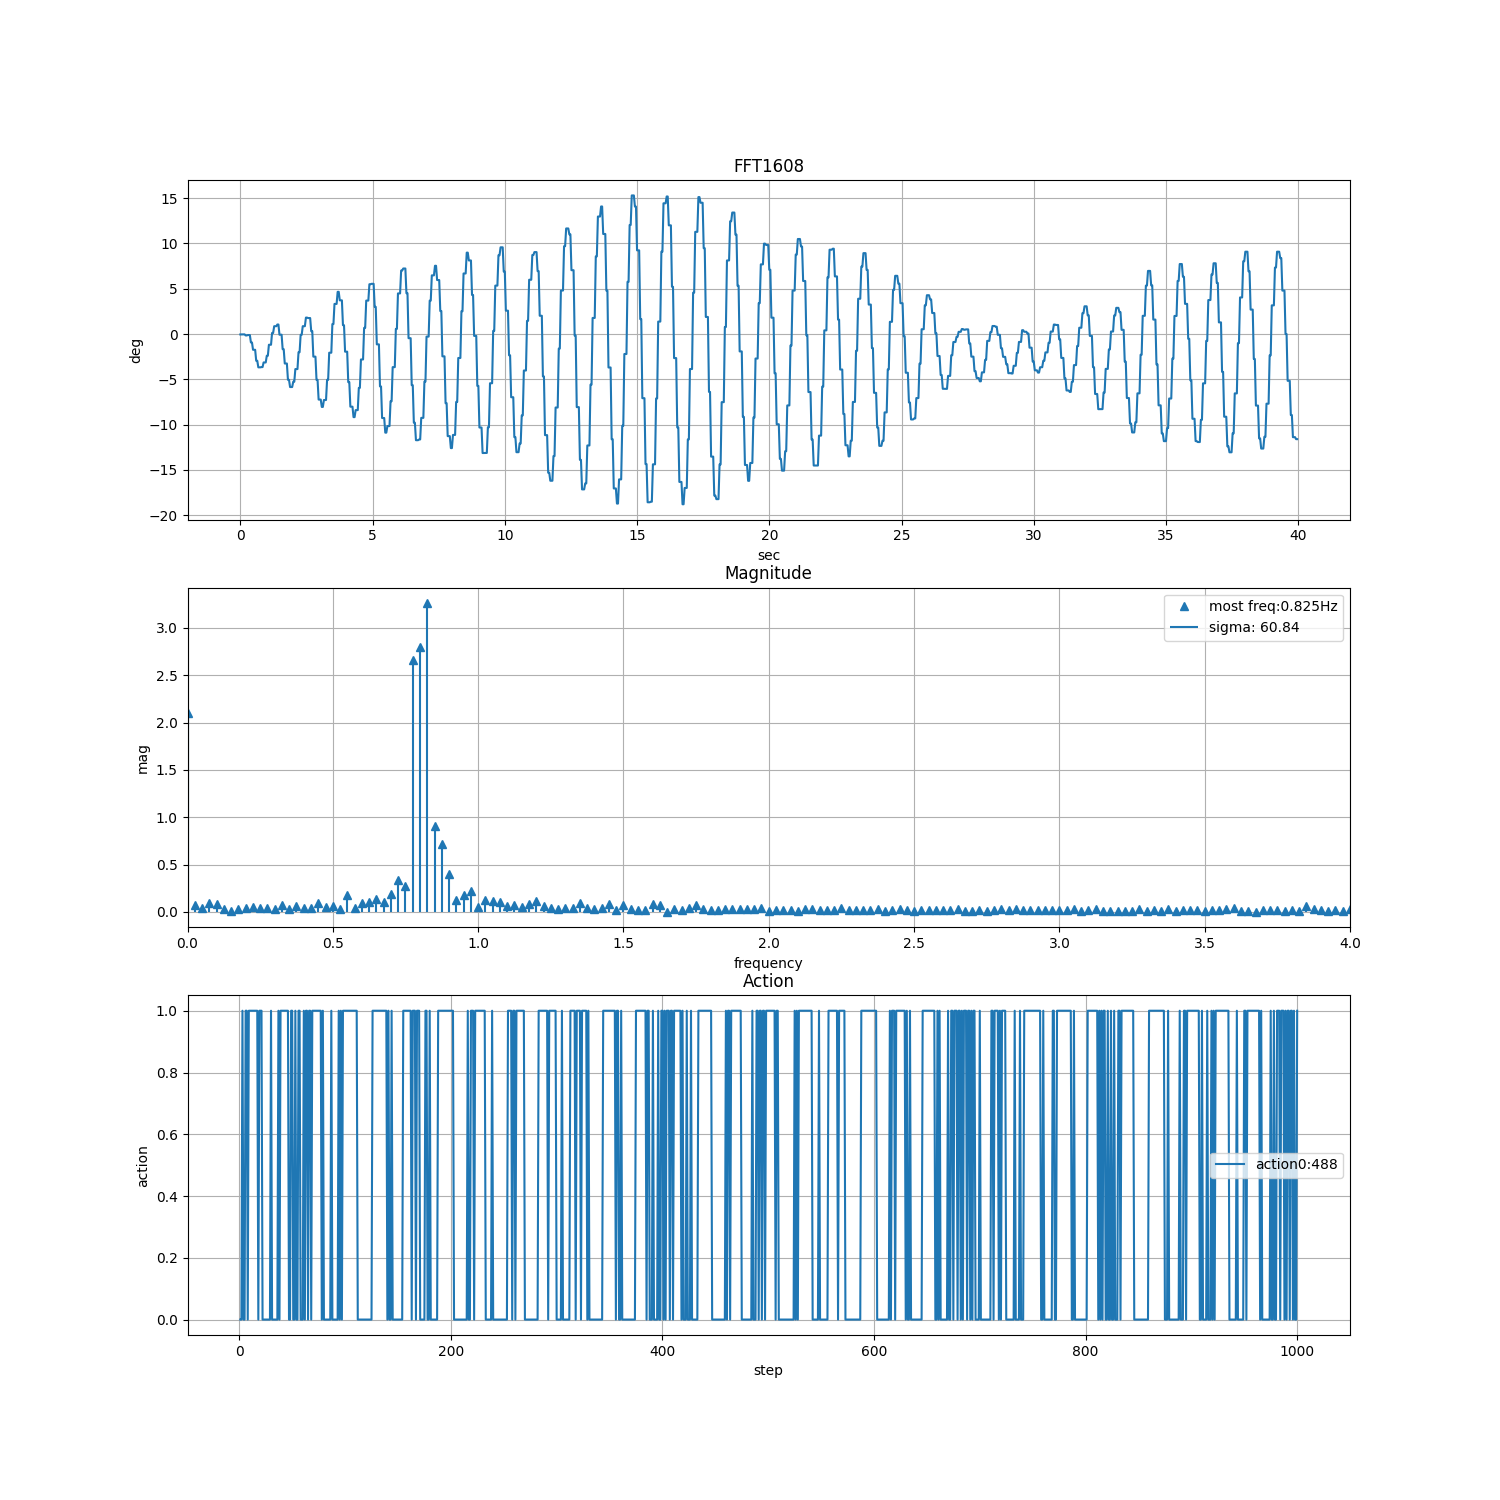 FFT1608
15
10
5
0
−5
−10
−15
−20
deg
0 5 10 15 20 25 30 35 40
sec
Magnitude
most freq:0.825Hz
sigma: 60.84
3.0
2.5
2.0
1.5
1.0
0.5
0.0
mag
0.0 0.5 1.0 1.5 2.0 2.5 3.0 3.5 4.0
frequency
Action
1.0
0.8
0.6
0.4
0.2
0.0
action
action0:488
0 200 400 600 800 1000
step